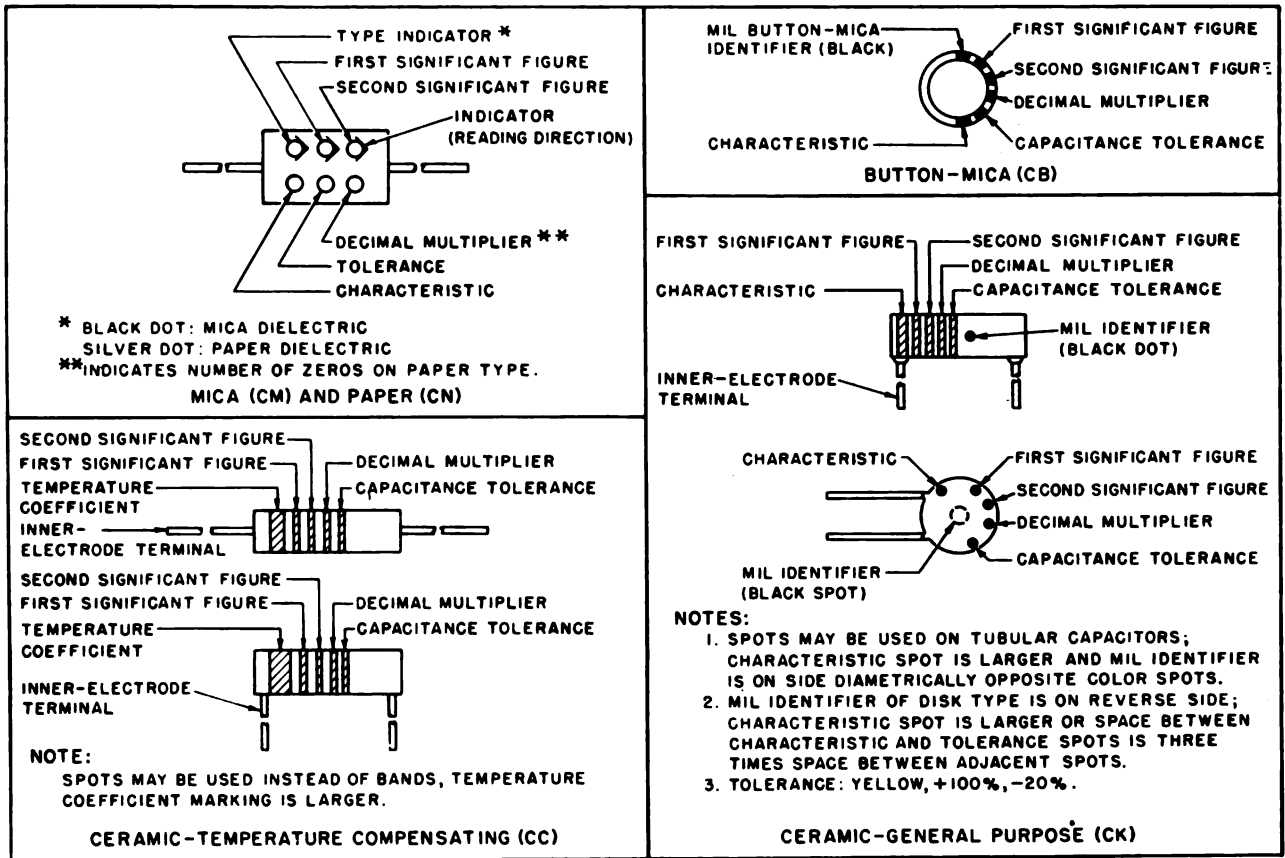 TYPE INDICATOR *
FIRST SIGNIFICANT FIGURE
SECOND SIGNIFICANT FIGURE
INDICATOR
(READING DIRECTION)
DECIMAL MULTIPLIER **
TOLERANCE
CHARACTERISTIC
* BLACK DOT: MICA DIELECTRIC
SILVER DOT: PAPER DIELECTRIC
**INDICATES NUMBER OF ZEROS ON PAPER TYPE.
MICA (CM) AND PAPER (CN)
MIL BUTTON-MICA
IDENTIFIER (BLACK)
FIRST SIGNIFICANT FIGURE
SECOND SIGNIFICANT FIGURE
DECIMAL MULTIPLIER
CHARACTERISTIC
CAPACITANCE TOLERANCE
BUTTON-MICA (CB)
SECOND SIGNIFICANT FIGURE
FIRST SIGNIFICANT FIGURE
DECIMAL MULTIPLIER
TEMPERATURE
COEFFICIENT
CAPACITANCE TOLERANCE
INNER-
ELECTRODE TERMINAL
SECOND SIGNIFICANT FIGURE
FIRST SIGNIFICANT FIGURE
DECIMAL MULTIPLIER
TEMPERATURE
COEFFICIENT
CAPACITANCE TOLERANCE
INNER-ELECTRODE
TERMINAL
NOTE:
SPOTS MAY BE USED INSTEAD OF BANDS, TEMPERATURE
COEFFICIENT MARKING IS LARGER.
CERAMIC-TEMPERATURE COMPENSATING (CC)
FIRST SIGNIFICANT FIGURE
SECOND SIGNIFICANT FIGURE
DECIMAL MULTIPLIER
CHARACTERISTIC
CAPACITANCE TOLERANCE
MIL IDENTIFIER
(BLACK DOT)
INNER-ELECTRODE
TERMINAL
CHARACTERISTIC
FIRST SIGNIFICANT FIGURE
SECOND SIGNIFICANT FIGURE
DECIMAL MULTIPLIER
CAPACITANCE TOLERANCE
MIL IDENTIFIER
(BLACK SPOT)
NOTES:
1. SPOTS MAY BE USED ON TUBULAR CAPACITORS;
CHARACTERISTIC SPOT IS LARGER AND MIL IDENTIFIER
IS ON SIDE DIAMETRICALLY OPPOSITE COLOR SPOTS.
2. MIL IDENTIFIER OF DISK TYPE IS ON REVERSE SIDE;
CHARACTERISTIC SPOT IS LARGER OR SPACE BETWEEN
CHARACTERISTIC AND TOLERANCE SPOTS IS THREE
TIMES SPACE BETWEEN ADJACENT SPOTS.
3. TOLERANCE: YELLOW, +100%, -20%.
CERAMIC-GENERAL PURPOSE (CK)